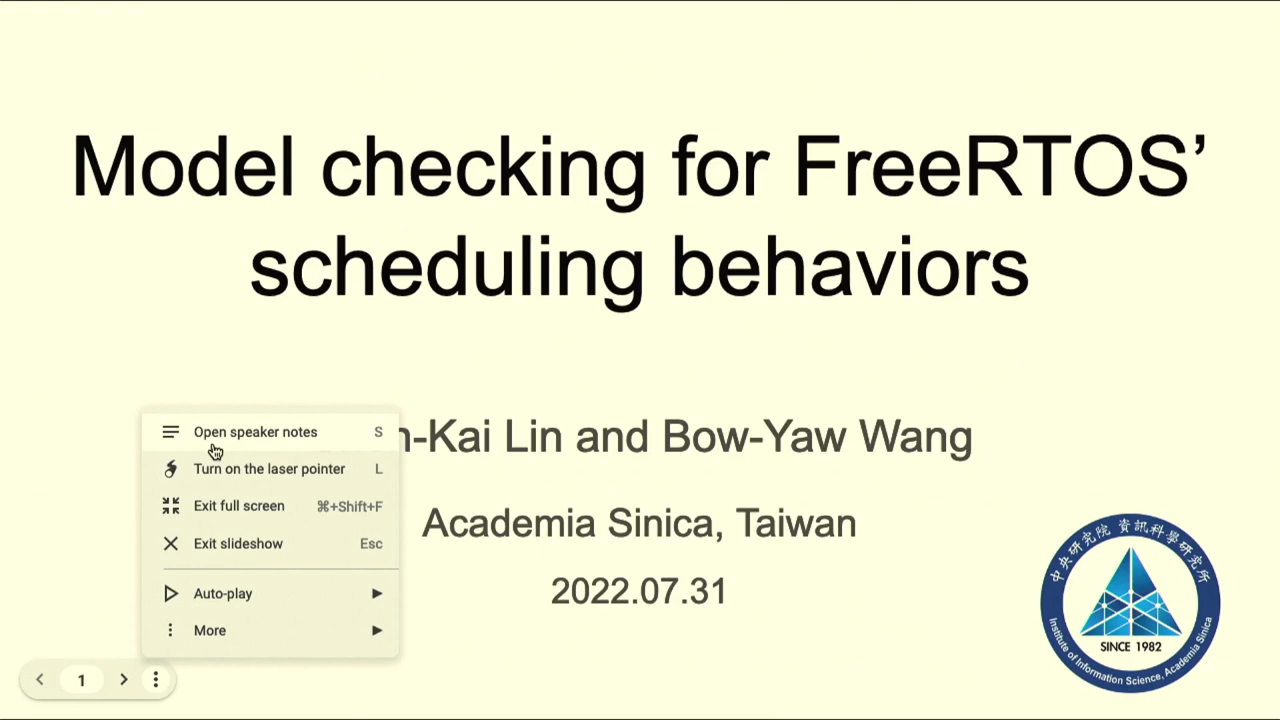 Model checking for FreeRTOS’
scheduling behaviors
-Kai Lin and Bow-Yaw Wang
Academia Sinica, Taiwan
2022.07.31
Open speaker notes S
Turn on the laser pointer L
Exit full screen ⌘+Shift+F
Exit slideshow Esc
Auto-play
More
1
中央研究院 資訊科學研究所
SINCE 1982
Institute of Information Science, Academia Sinica